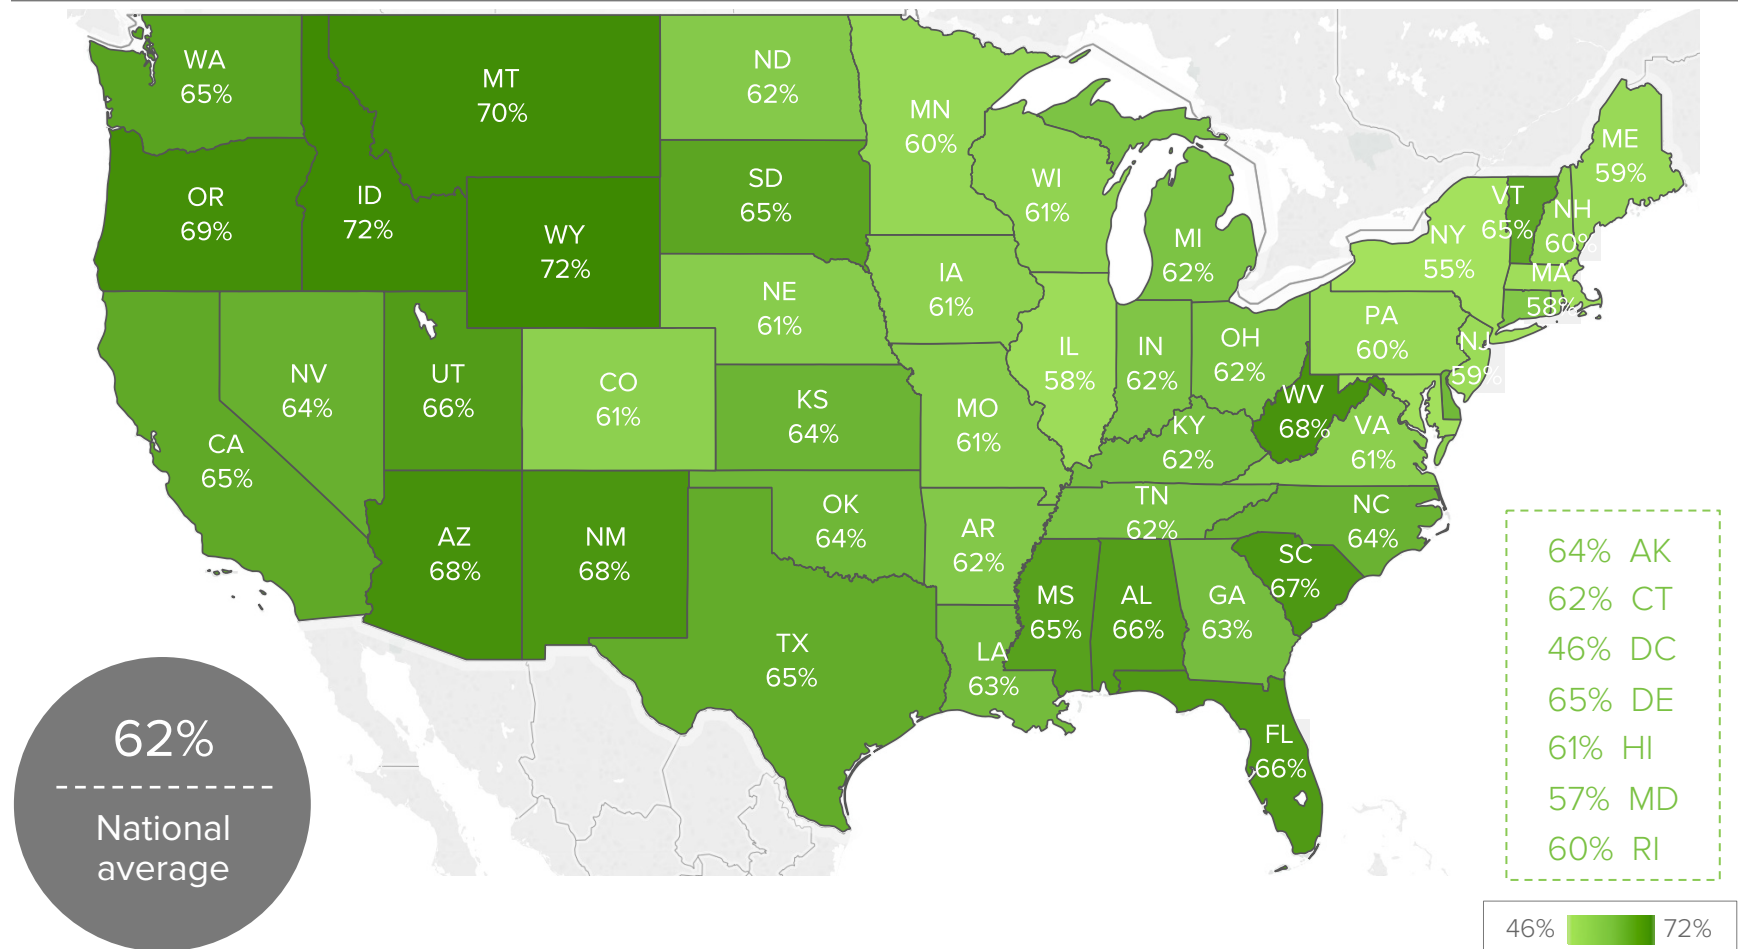 WA
65%
MT
70%
ND
62%
MN
60%
ME
59%
OR
69%
ID
72%
WY
72%
SD
65%
WI
61%
MI
62%
VT
65%
NH
60%
NY
55%
MA
58%
NE
61%
IA
61%
PA
60%
NJ
59%
NV
64%
UT
66%
CO
61%
KS
64%
MO
61%
IL
58%
IN
62%
OH
62%
WV
68%
VA
61%
KY
62%
CA
65%
AZ
68%
NM
68%
OK
64%
AR
62%
TN
62%
NC
64%
SC
67%
MS
65%
AL
66%
GA
63%
TX
65%
LA
63%
FL
66%
64% AK
62% CT
46% DC
65% DE
61% HI
57% MD
60% RI
62%
National
average
46% 72%